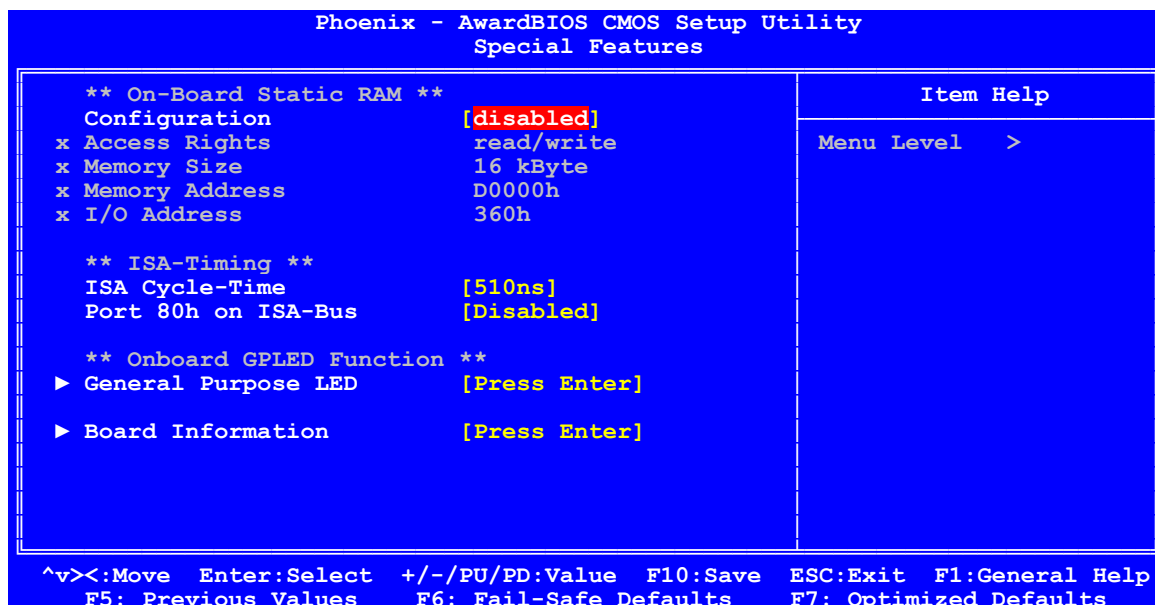 Phoenix - AwardBIOS CMOS Setup Utility
Special Features
** On-Board Static RAM **
Configuration [disabled]
x Access Rights read/write
x Memory Size 16 kByte
x Memory Address D0000h
x I/O Address 360h
** ISA-Timing **
ISA Cycle-Time [510ns]
Port 80h on ISA-Bus [Disabled]
** Onboard GPLED Function **
► General Purpose LED [Press Enter]
► Board Information [Press Enter]
Item Help
Menu Level >
^v><:Move Enter:Select +/-/PU/PD:Value F10:Save ESC:Exit F1:General Help
F5: Previous Values F6: Fail-Safe Defaults F7: Optimized Defaults